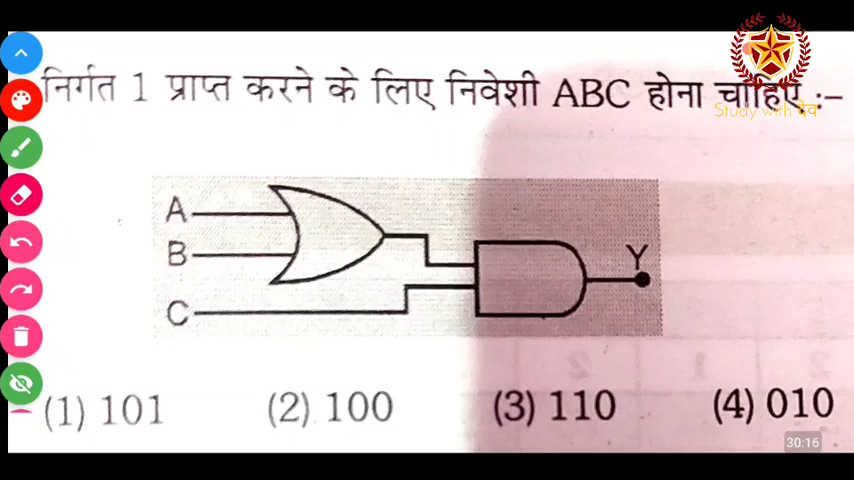 निर्गत 1 प्राप्त करने के लिए निवेशी ABC होना चाहिए :-
Study with देव
A
B
C
Y
(1) 101 (2) 100 (3) 110 (4) 010
30:16